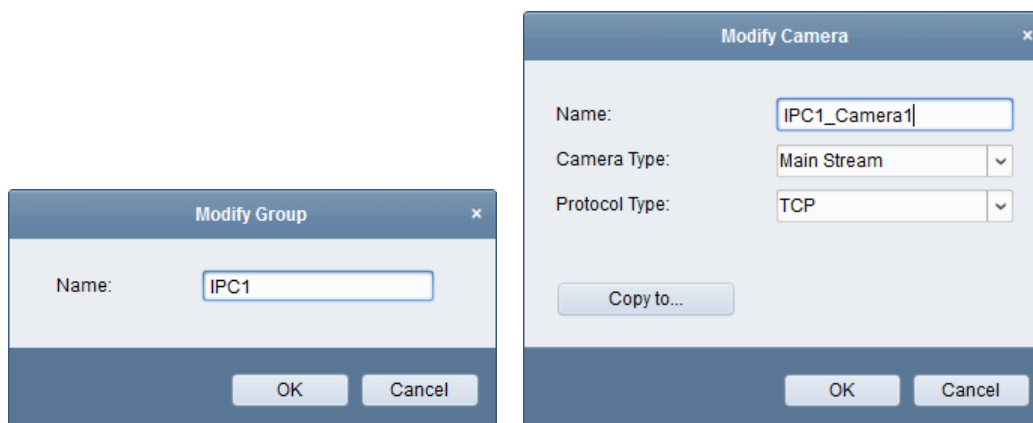 Modify Group ×
Name: IPC1
OK Cancel
Modify Camera ×
Name: IPC1_Camera1
Camera Type: Main Stream
Protocol Type: TCP
Copy to...
OK Cancel